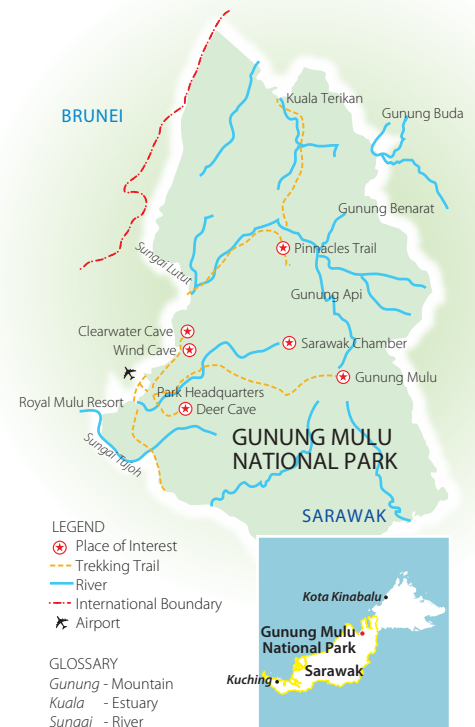 Kuala Terikan
BRUNEI
Gunung Buda
Gunung Benarat
Sungai Lutut
Pinnacles Trail
Gunung Api
Clearwater Cave
Wind Cave
Sarawak Chamber
Gunung Mulu
Park Headquarters
Royal Mulu Resort
Deer Cave
Sungai Tujoh
GUNUNG MULU
NATIONAL PARK
SARAWAK
LEGEND
Place of Interest
Trekking Trail
River
International Boundary
Airport
GLOSSARY
Gunung - Mountain
Kuala - Estuary
Sungai - River
Kota Kinabalu
Gunung Mulu
National Park
Sarawak
Kuching